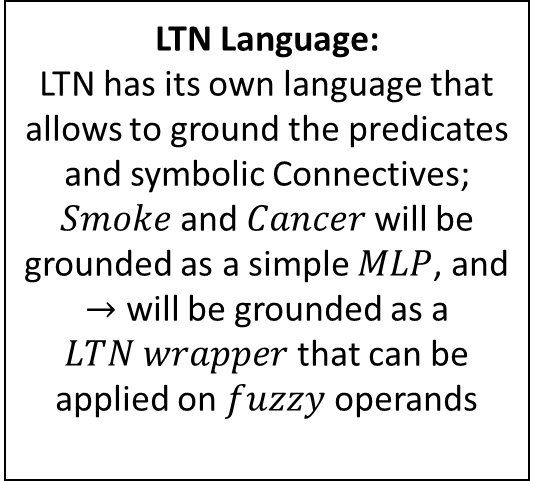 LTN Language:
LTN has its own language that
allows to ground the predicates
and symbolic Connectives;
Smoke and Cancer will be
grounded as a simple MLP, and
→ will be grounded as a
LTN wrapper that can be
applied on fuzzy operands